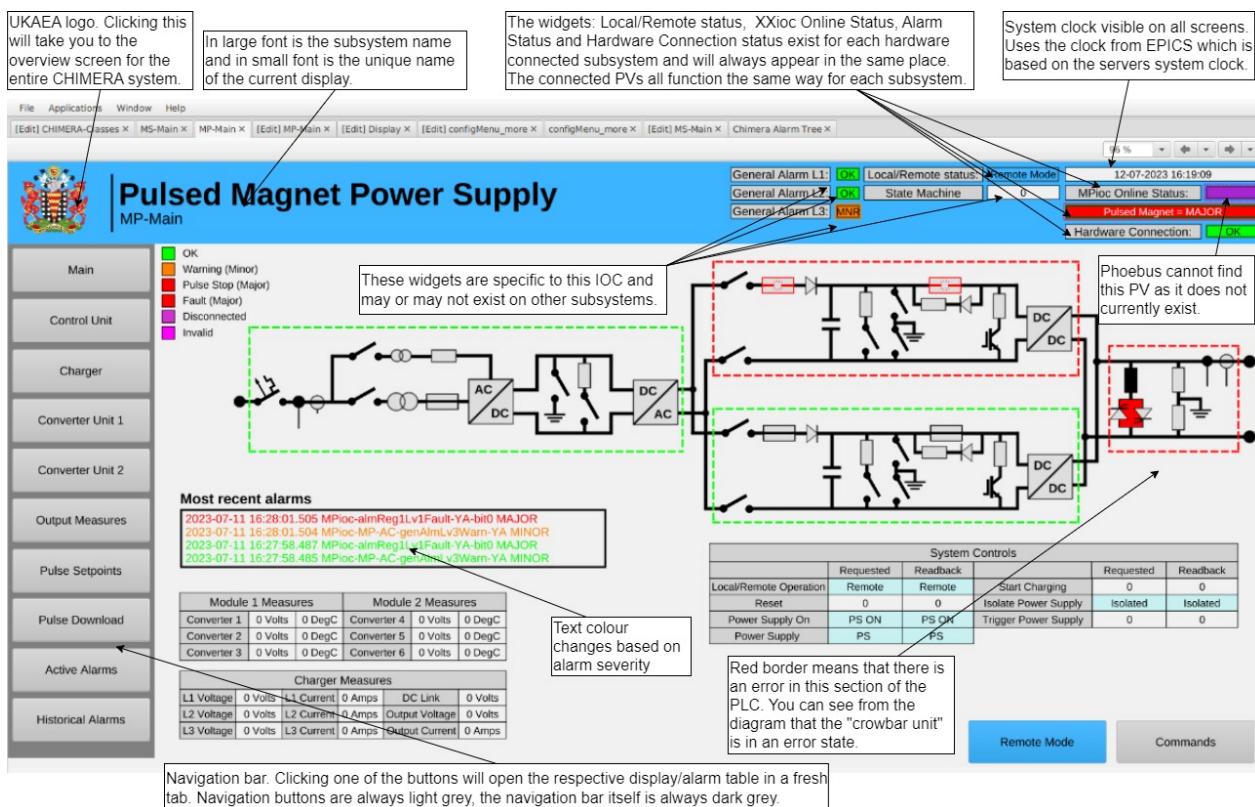 UKAEA logo. Clicking this
will take you to the
overview screen for the
entire CHIMERA system.
In large font is the subsystem name
and in small font is the unique name
of the current display.
The widgets: Local/Remote status, XXioc Online Status, Alarm
Status and Hardware Connection status exist for each hardware
connected subsystem and will always appear in the same place.
The connected PVs all function the same way for each subsystem.
System clock visible on all screens.
Uses the clock from EPICS which is
based on the servers system clock.
File Applications Window Help
[Edit] CHIMERA-Classes × MS-Main × MP-Main × [Edit] MP-Main × [Edit] Display × [Edit] configMenu_more × configMenu_more × [Edit] MS-Main × Chimera Alarm Tree ×
96 %
Pulsed Magnet Power Supply
MP-Main
General Alarm L1: OK Local/Remote status: Remote Mode 12-07-2023 16:19:09
General Alarm L2: OK State Machine 0 MPioc Online Status:
General Alarm L3: MNR Pulsed Magnet = MAJOR
Hardware Connection: OK
Main
Control Unit
Charger
Converter Unit 1
Converter Unit 2
Output Measures
Pulse Setpoints
Pulse Download
Active Alarms
Historical Alarms
OK
Warning (Minor)
Pulse Stop (Major)
Fault (Major)
Disconnected
Invalid
These widgets are specific to this IOC and
may or may not exist on other subsystems.
Phoebus cannot find
this PV as it does not
currently exist.
AC
DC
DC
AC
DC
DC
DC
DC
Most recent alarms
2023-07-11 16:28:01.505 MPioc-almReg1Lv1Fault-YA-bit0 MAJOR
2023-07-11 16:28:01.504 MPioc-MP-AC-genAlmLv3Warn-YA MINOR
2023-07-11 16:27:58.487 MPioc-almReg1Lv1Fault-YA-bit0 MAJOR
2023-07-11 16:27:58.485 MPioc-MP-AC-genAlmLv3Warn-YA MINOR
Module 1 Measures Module 2 Measures
Converter 1 0 Volts 0 DegC Converter 4 0 Volts 0 DegC
Converter 2 0 Volts 0 DegC Converter 5 0 Volts 0 DegC
Converter 3 0 Volts 0 DegC Converter 6 0 Volts 0 DegC
Charger Measures
L1 Voltage 0 Volts L1 Current 0 Amps DC Link 0 Volts
L2 Voltage 0 Volts L2 Current 0 Amps Output Voltage 0 Volts
L3 Voltage 0 Volts L3 Current 0 Amps Output Current 0 Amps
Text colour
changes based on
alarm severity
System Controls
Requested Readback Requested Readback
Local/Remote Operation Remote Remote Start Charging 0 0
Reset 0 0 Isolate Power Supply Isolated Isolated
Power Supply On PS ON PS ON Trigger Power Supply 0 0
Power Supply PS PS
Red border means that there is
an error in this section of the
PLC. You can see from the
diagram that the "crowbar unit"
is in an error state.
Remote Mode
Commands
Navigation bar. Clicking one of the buttons will open the respective display/alarm table in a fresh
tab. Navigation buttons are always light grey, the navigation bar itself is always dark grey.